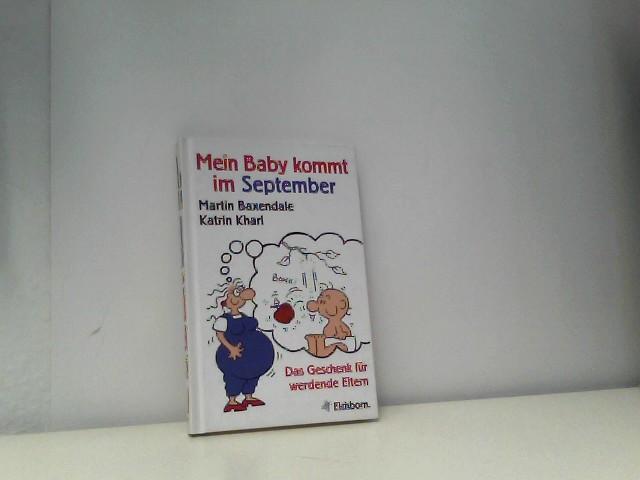 Mein Baby kommt
im September
Martin Baxendale
Katrin Kharl
Das Geschenk für
werdende Eltern
Eichborn.